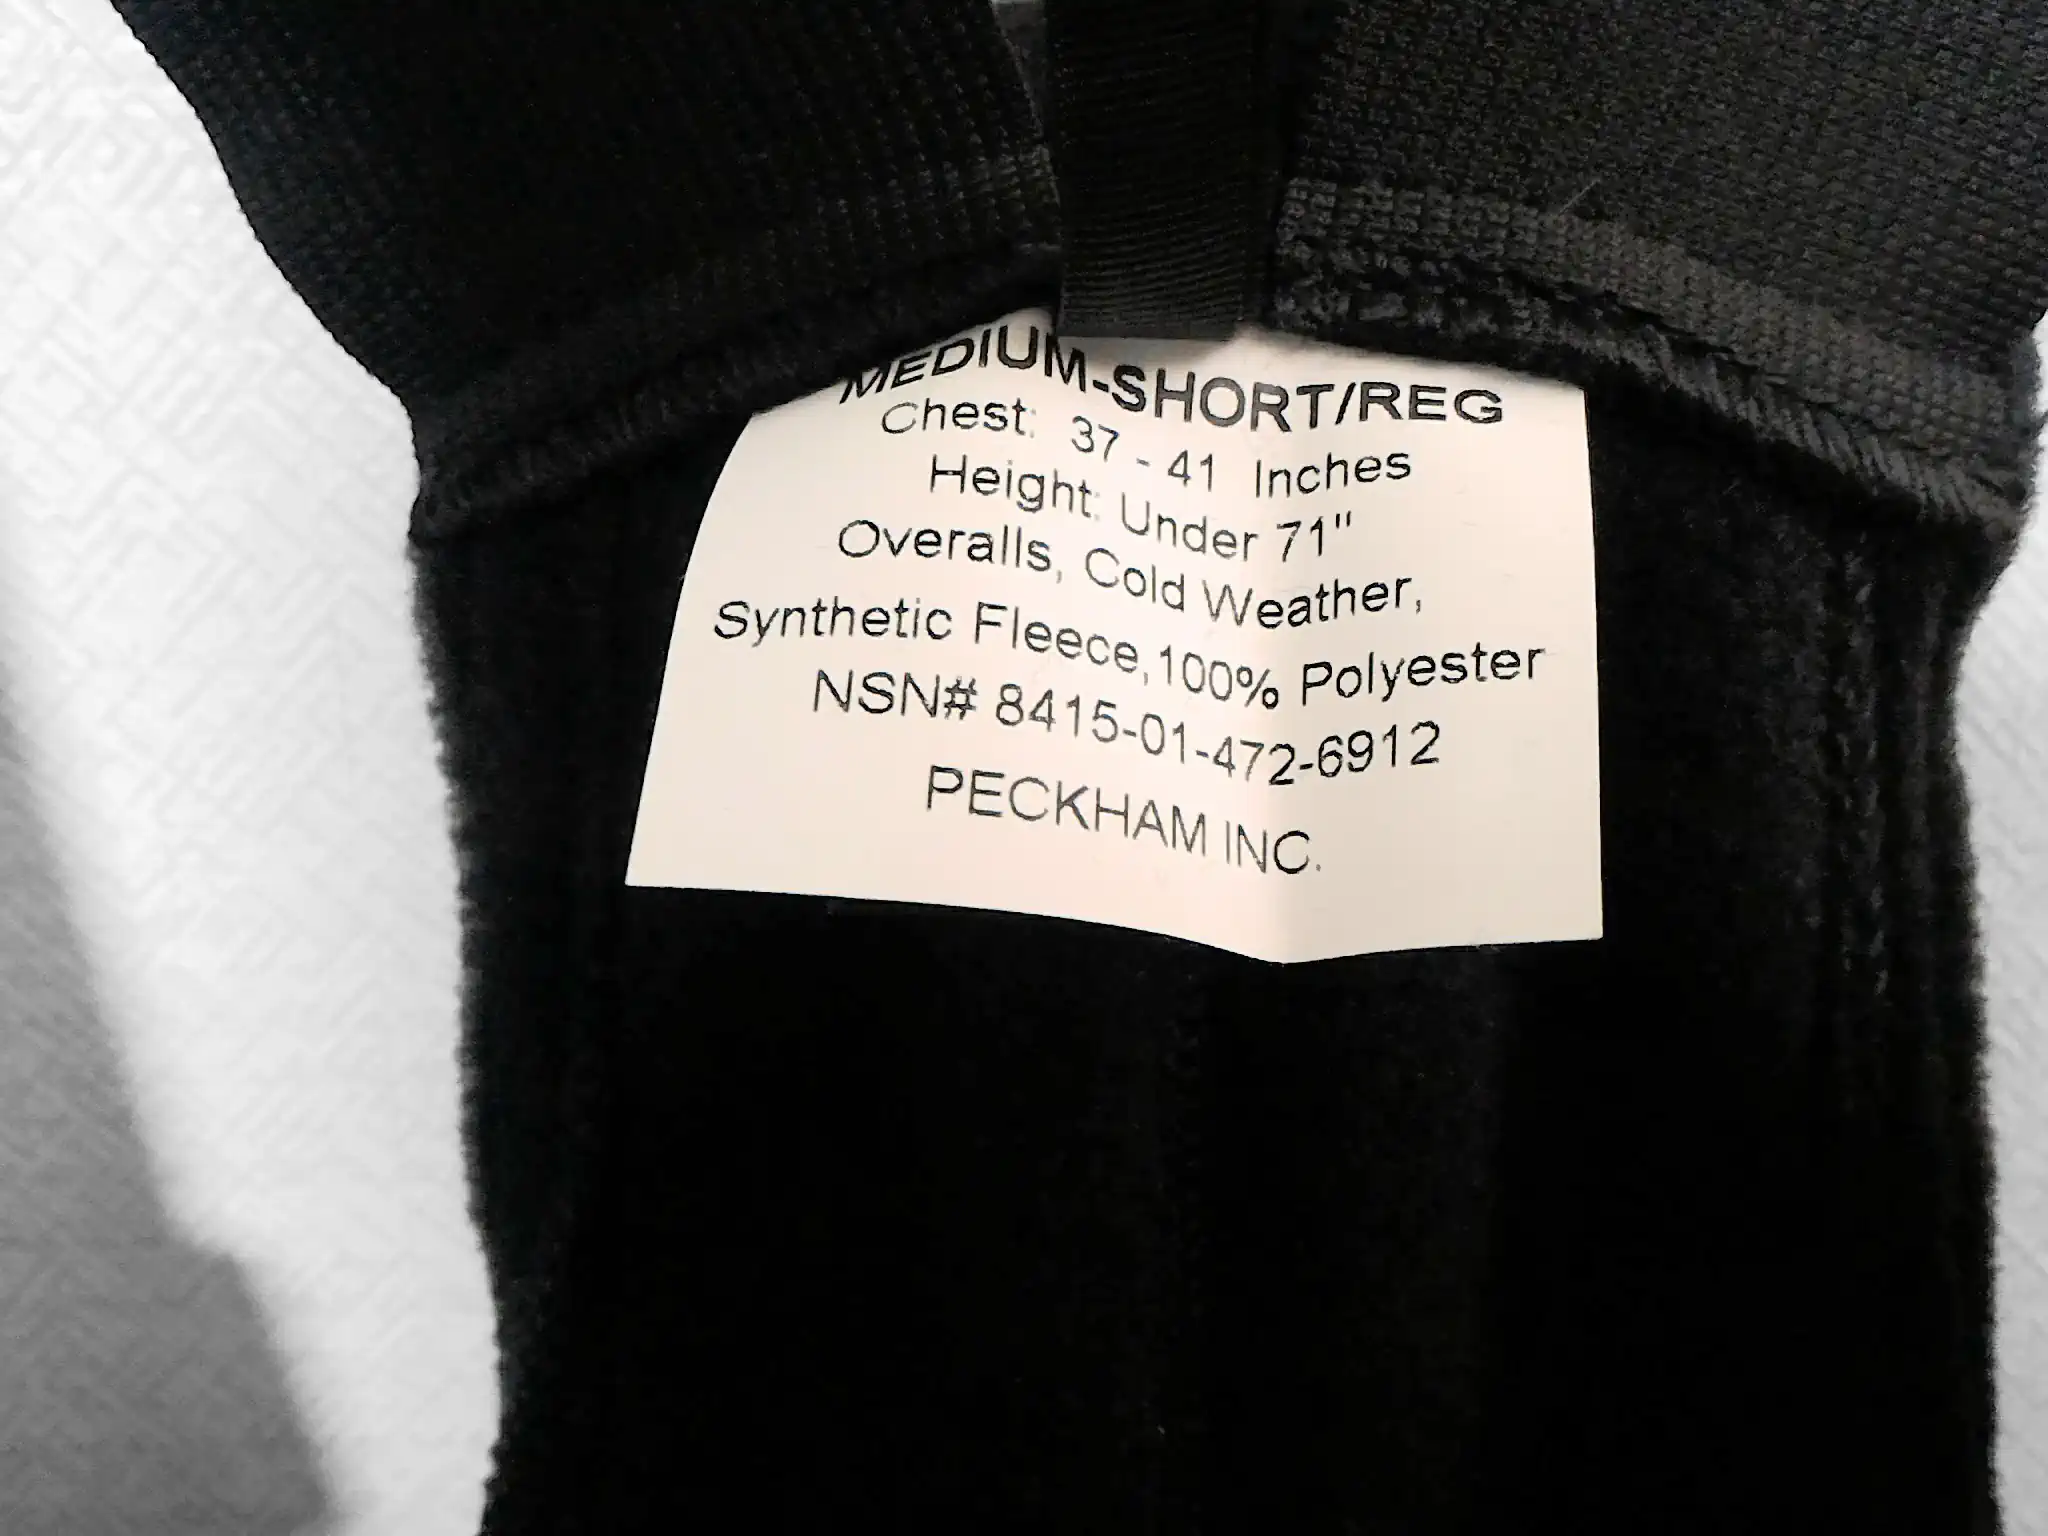 MEDIUM-SHORT/REG
Chest: 37 - 41 Inches
Height: Under 71"
Overalls, Cold Weather,
Synthetic Fleece,100% Polyester
NSN# 8415-01-472-6912
PECKHAM INC.